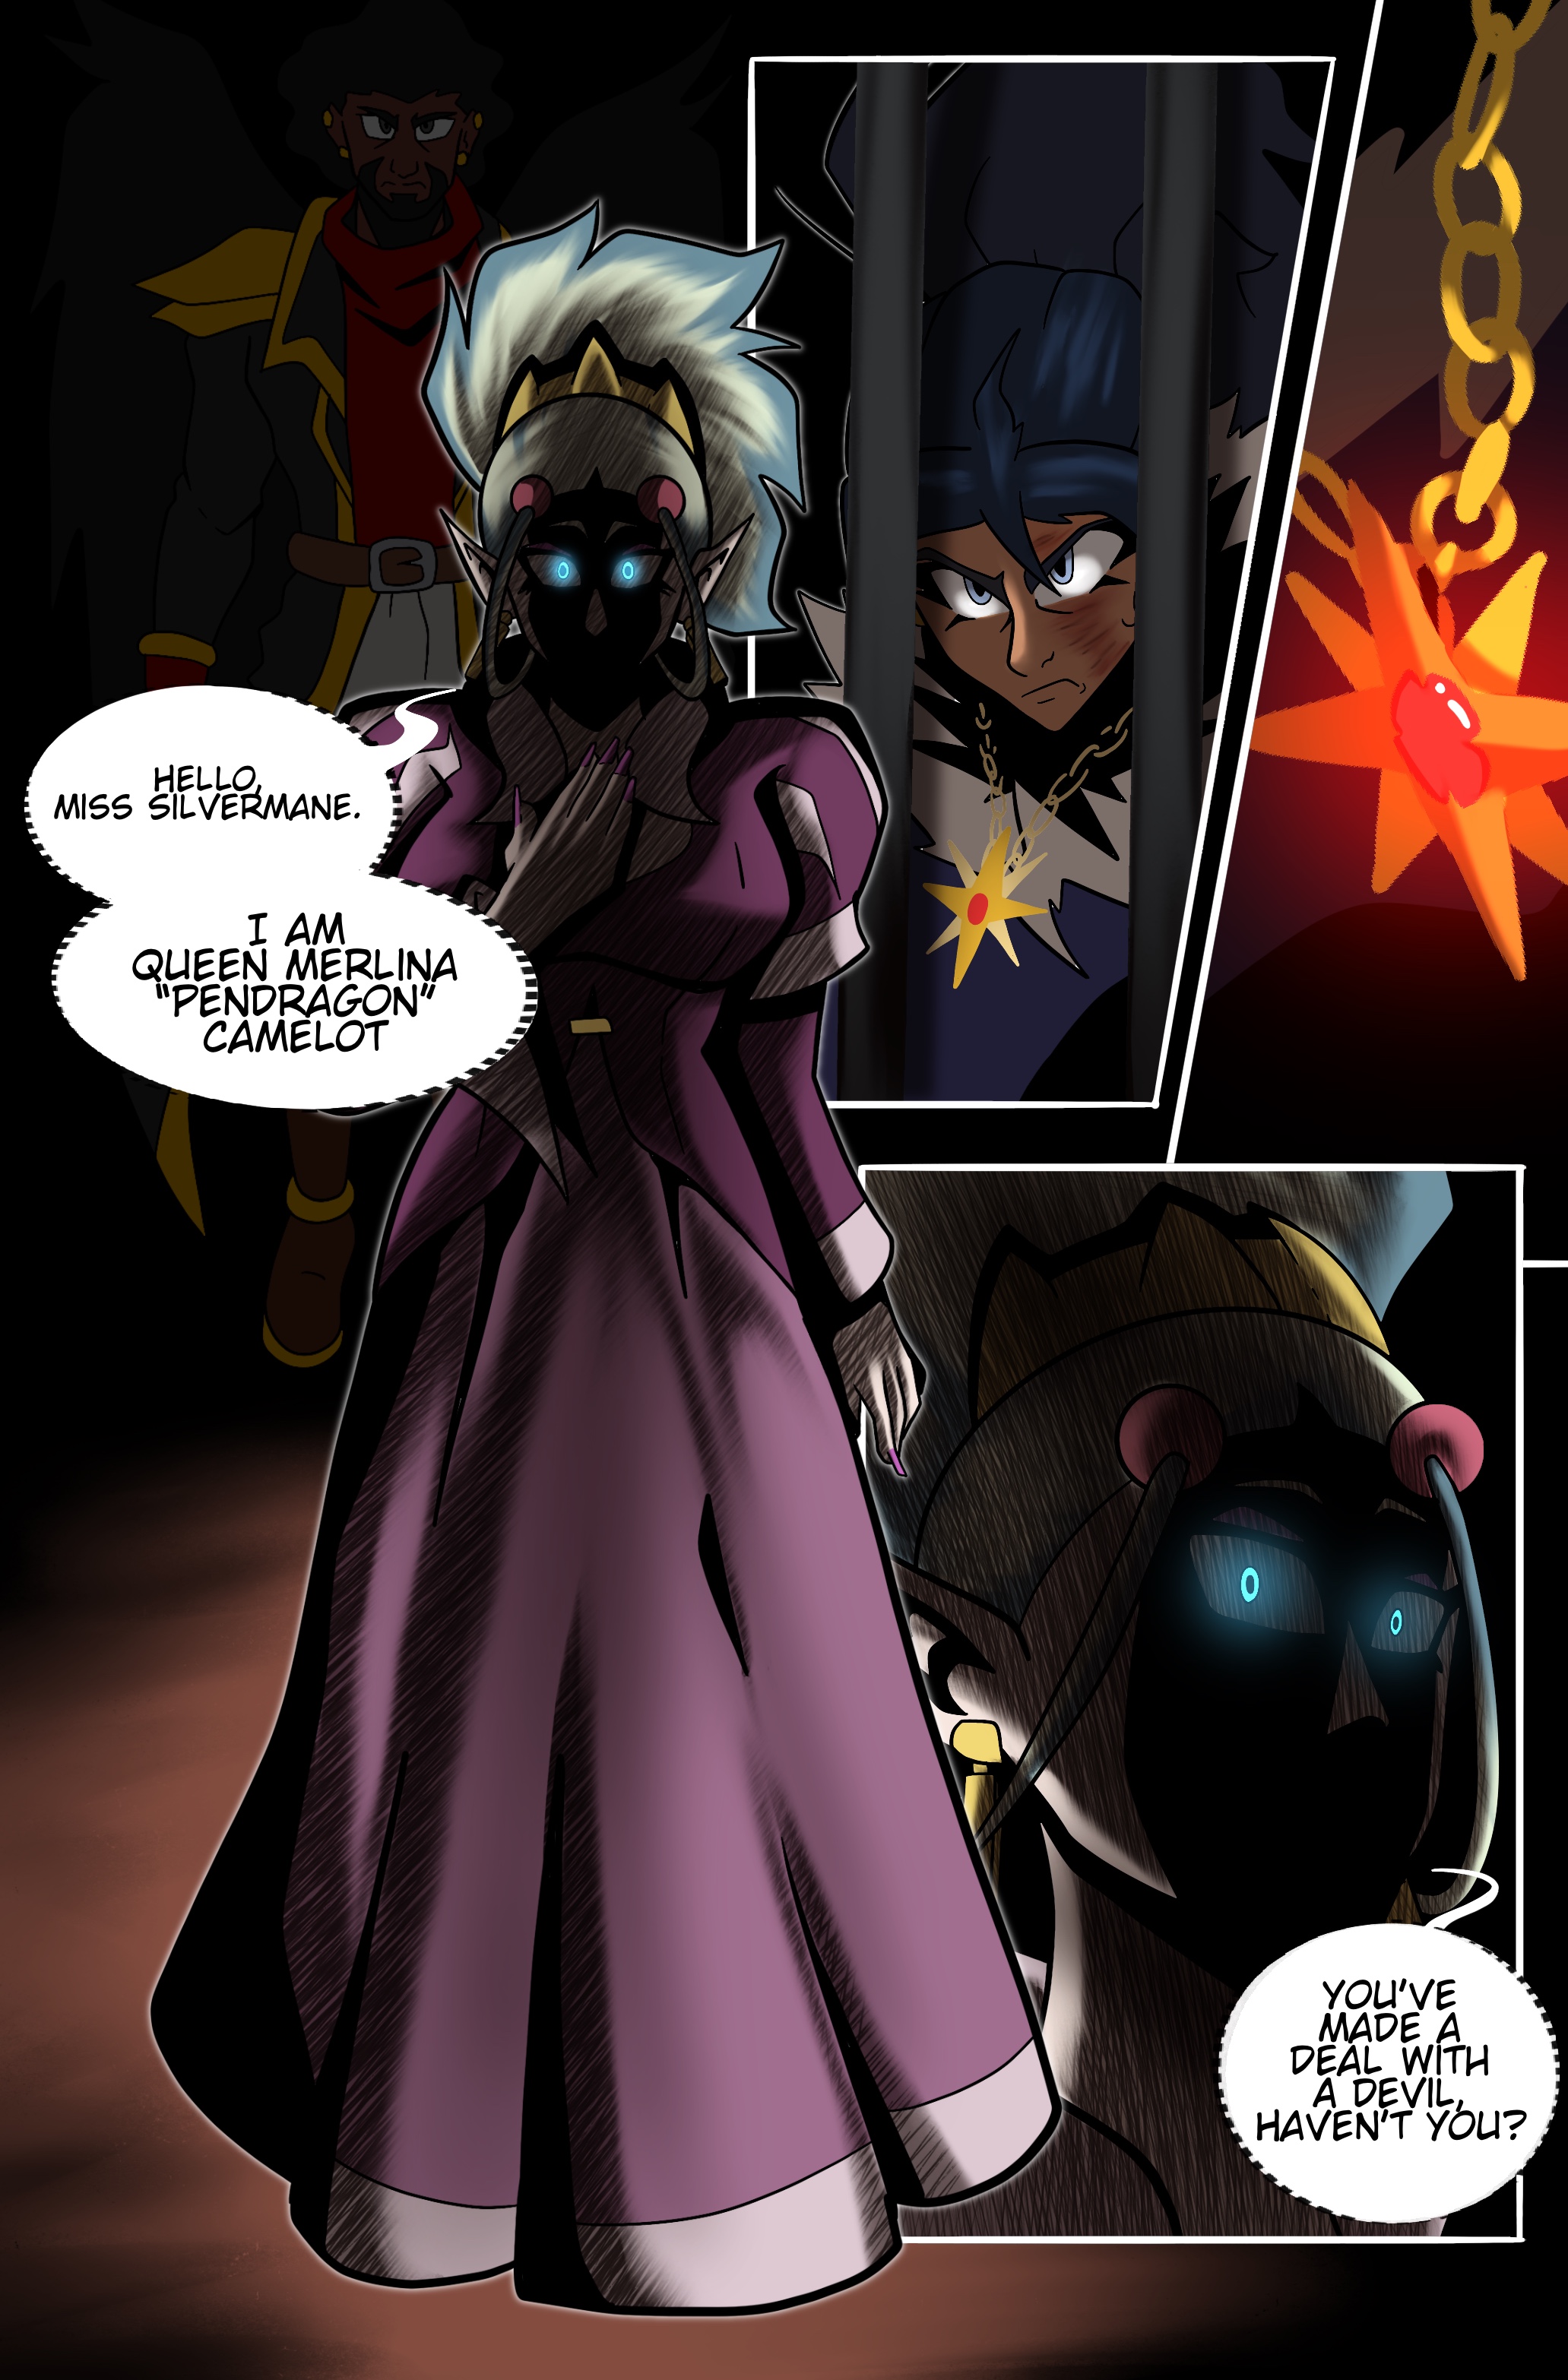 HELLO,
MISS SILVERMANE.
I AM
QUEEN MERLINA
"PENDRAGON"
CAMELOT
YOU'VE
MADE A
DEAL WITH
A DEVIL,
HAVEN'T YOU?